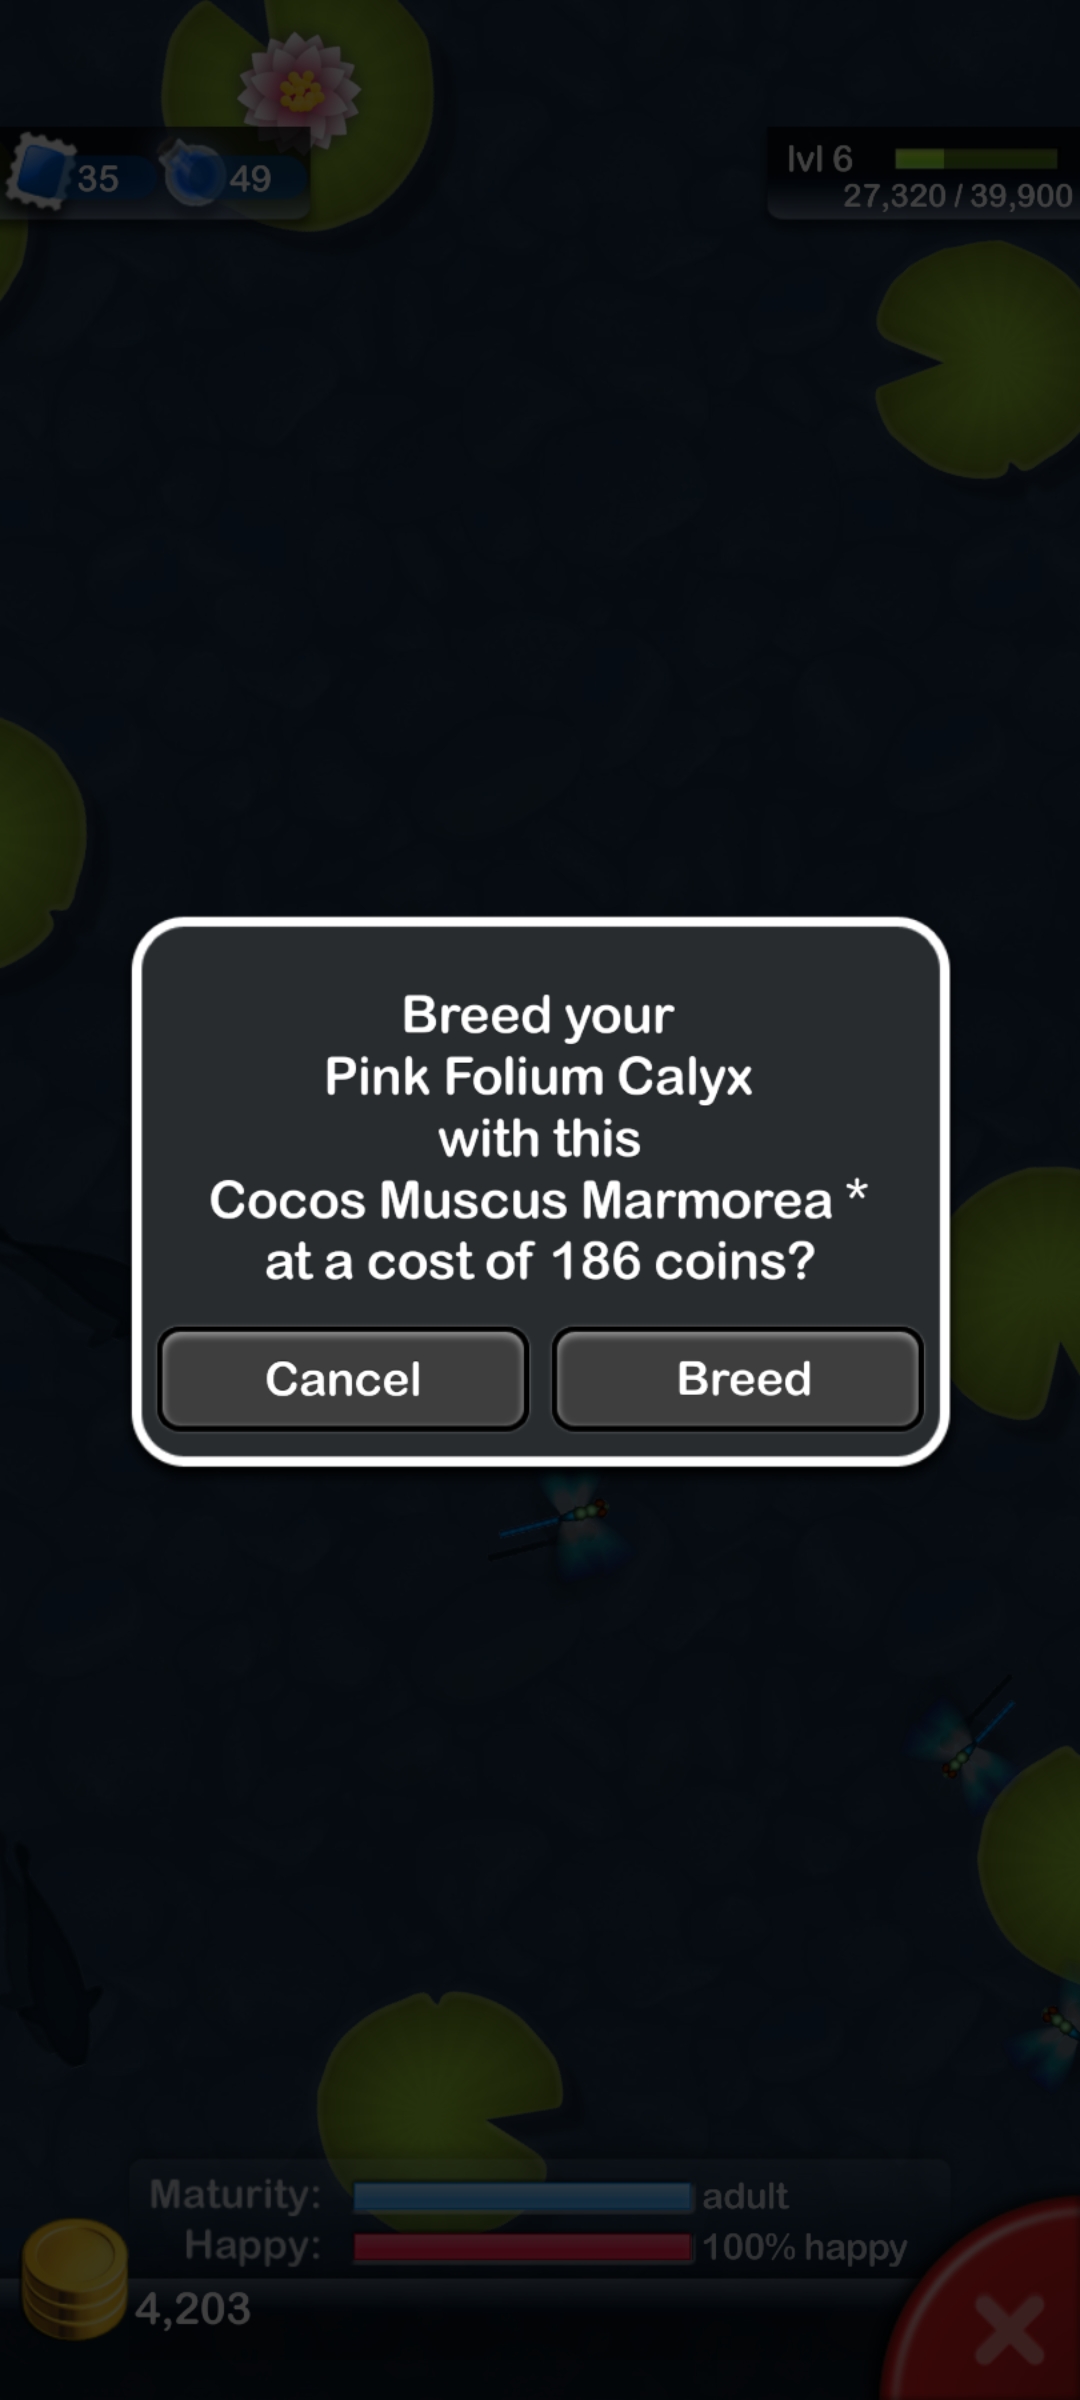 35
49
lvl 6
27,320 / 39,900
Breed your
Pink Folium Calyx
with this
Cocos Muscus Marmorea *
at a cost of 186 coins?
Cancel
Breed
Maturity:
adult
Happy:
100% happy
4,203